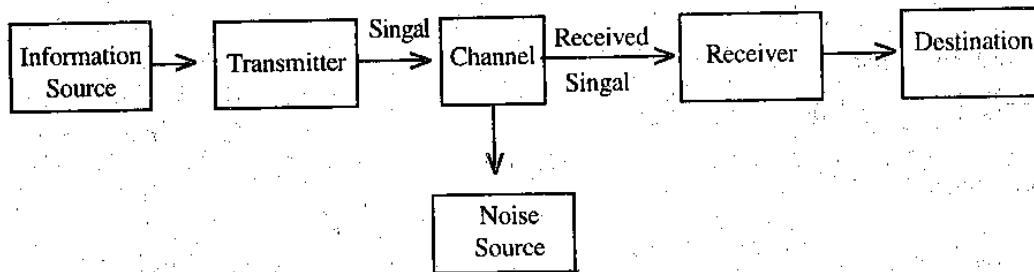 Information
Source
Transmitter
Singal
Channel
Received
Singal
Receiver
Destination
Noise
Source